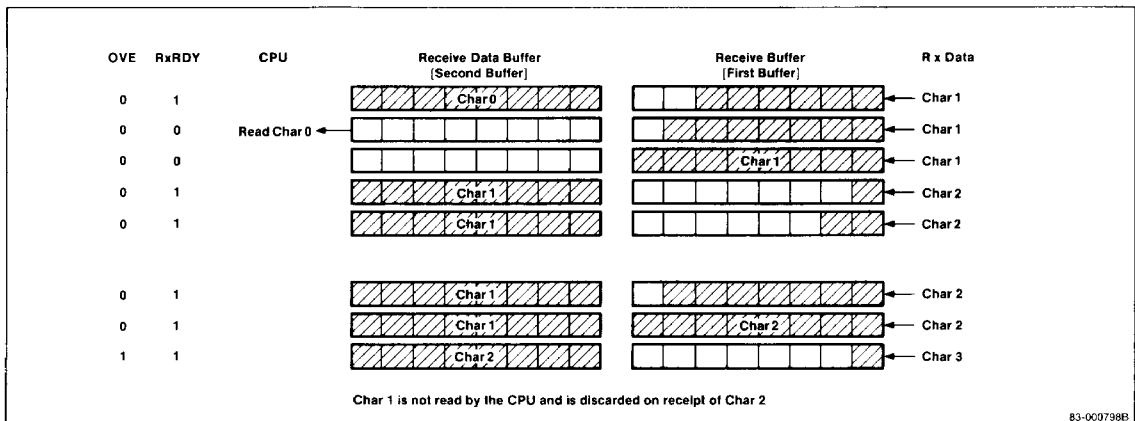 OVE RxRDY CPU Receive Data Buffer Receive Buffer R x Data
[Second Buffer] [First Buffer]
0 1 Char 0 Char 1
0 0 Read Char 0 Char 1
0 0 Char 1 Char 1
0 1 Char 1 Char 2
0 1 Char 1 Char 2
0 1 Char 1 Char 2
0 1 Char 1 Char 2 Char 2
1 1 Char 2 Char 3
Char 1 is not read by the CPU and is discarded on receipt of Char 2
83-000798B